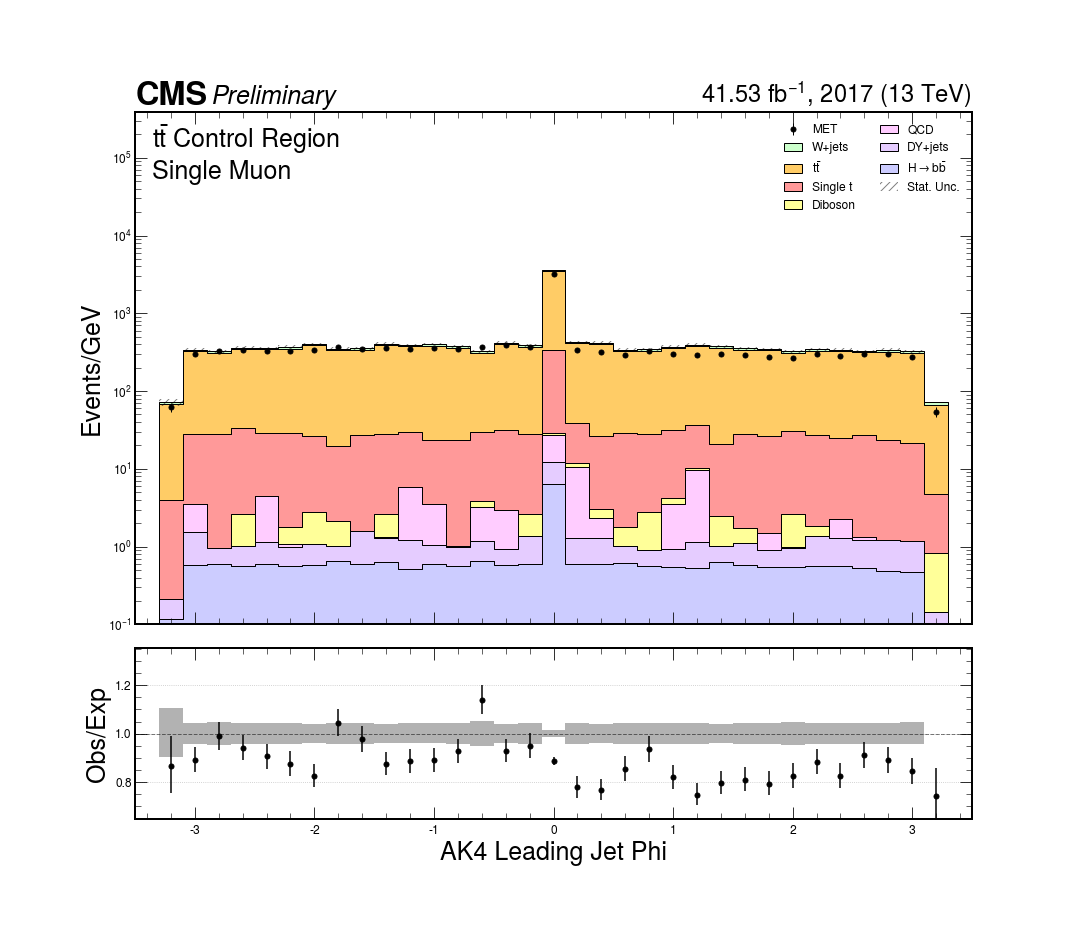 CMS Preliminary 41.53 fb⁻¹, 2017 (13 TeV)
tt̄ Control Region
Single Muon
MET
W+jets
tt̄
Single t
Diboson
QCD
DY+jets
H→bb̄
Stat. Unc.
Events/GeV
10⁵
10⁴
10³
10²
10¹
10⁰
10⁻¹
Obs/Exp
1.2
1.0
0.8
-3 -2 -1 0 1 2 3
AK4 Leading Jet Phi